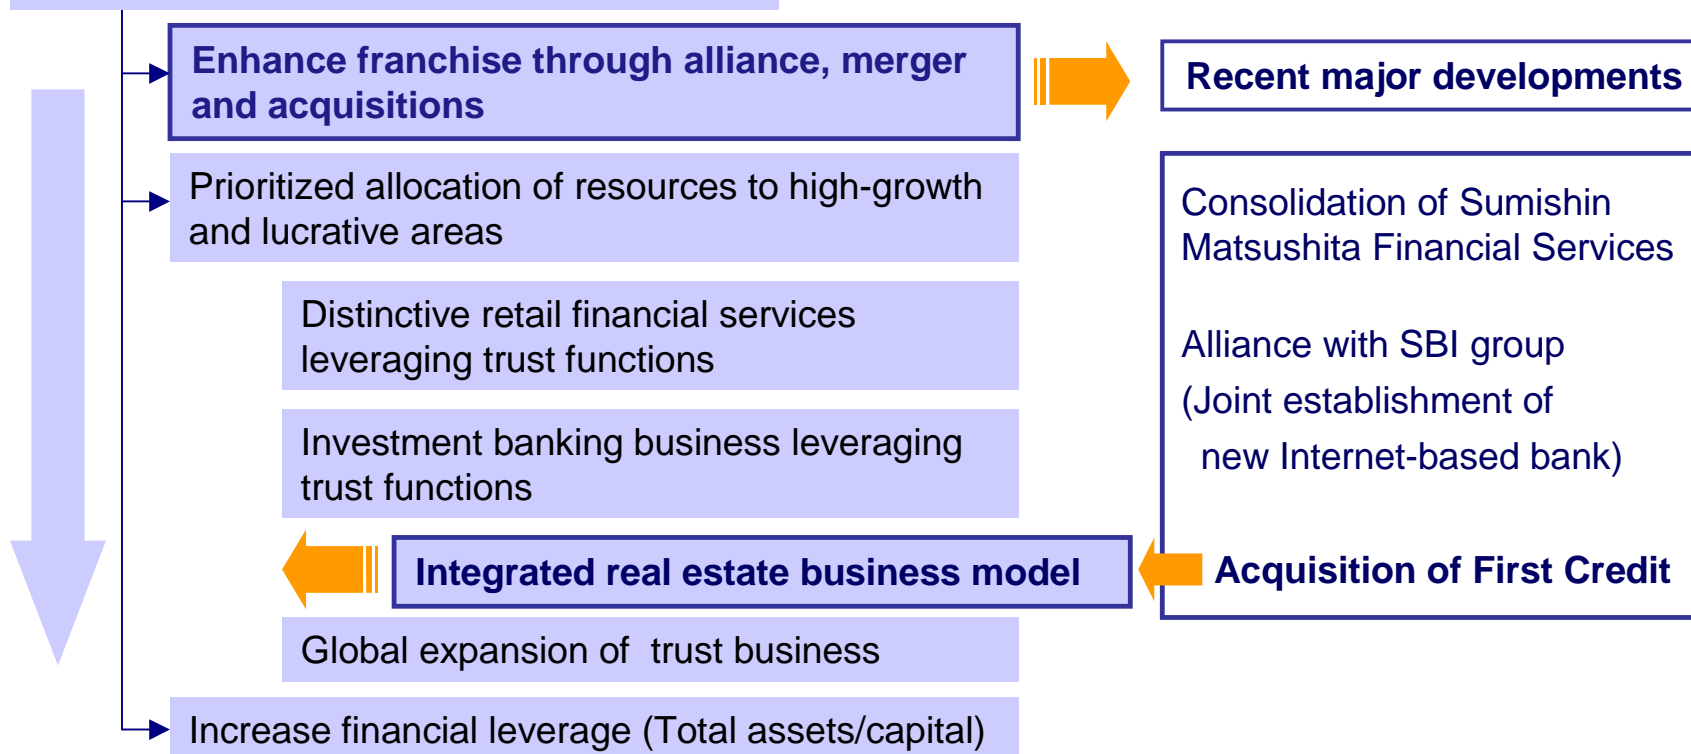 Enhance franchise through alliance, merger
and acquisitions
Recent major developments
Prioritized allocation of resources to high-growth
and lucrative areas
Distinctive retail financial services
leveraging trust functions
Investment banking business leveraging
trust functions
Integrated real estate business model
Global expansion of trust business
Increase financial leverage (Total assets/capital)
Consolidation of Sumishin
Matsushita Financial Services
Alliance with SBI group
(Joint establishment of
new Internet-based bank)
Acquisition of First Credit